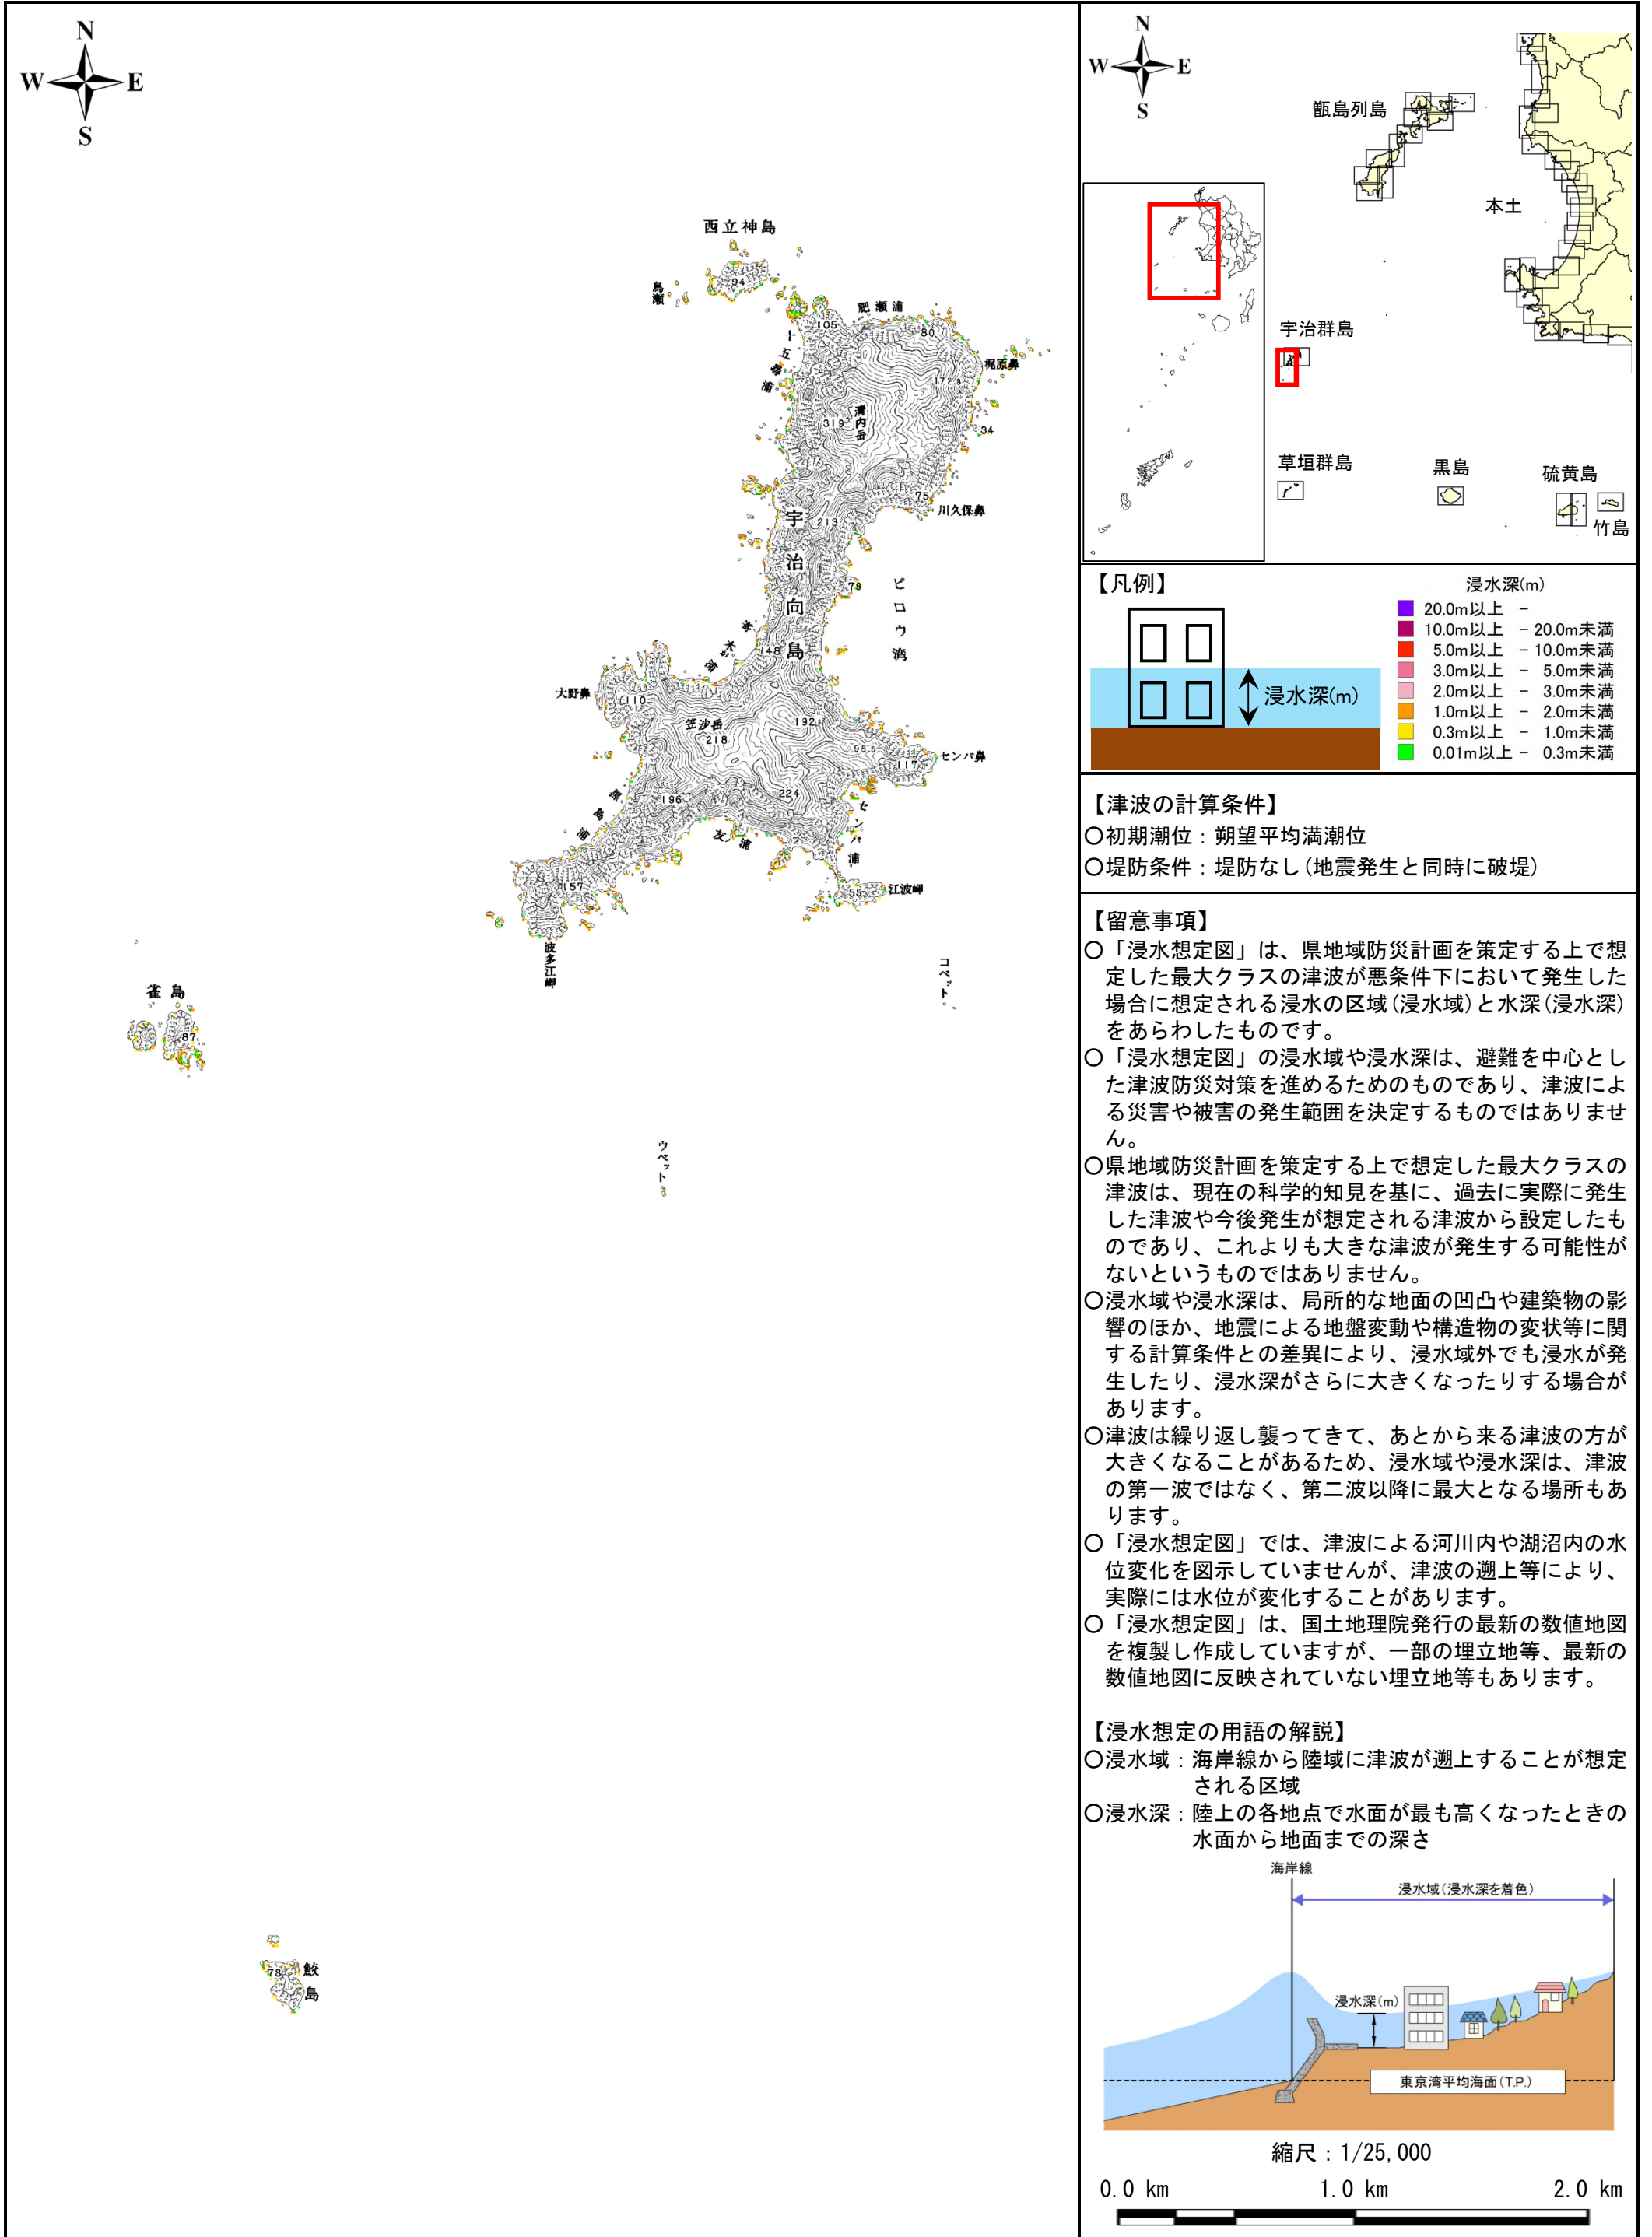 N
W E
S
西立神島
94
鳥瀬
105
肥瀬浦
80
十五尋浦
梶原鼻
172.8
319
湾内岳
34
75
川久保鼻
宇治向島
213
79
ビロウ湾
148
大野鼻
110
笠沙岳
218
192
95.5
117
センバ鼻
196
224
センバ浦
友ノ浦
157
55
江波岬
波多江岬
コベット
雀島
87
ウベット
78
鮫島
N
W E
S
甑島列島
本土
宇治群島
草垣群島
黒島
硫黄島
竹島
【凡例】
浸水深(m)
浸水深(m)
20.0m以上 -
10.0m以上 - 20.0m未満
5.0m以上 - 10.0m未満
3.0m以上 - 5.0m未満
2.0m以上 - 3.0m未満
1.0m以上 - 2.0m未満
0.3m以上 - 1.0m未満
0.01m以上 - 0.3m未満
【津波の計算条件】
○初期潮位：朔望平均満潮位
○堤防条件：堤防なし(地震発生と同時に破堤)
【留意事項】
○「浸水想定図」は、県地域防災計画を策定する上で想
定した最大クラスの津波が悪条件下において発生した
場合に想定される浸水の区域(浸水域)と水深(浸水深)
をあらわしたものです。
○「浸水想定図」の浸水域や浸水深は、避難を中心とし
た津波防災対策を進めるためのものであり、津波によ
る災害や被害の発生範囲を決定するものではありませ
ん。
○県地域防災計画を策定する上で想定した最大クラスの
津波は、現在の科学的知見を基に、過去に実際に発生
した津波や今後発生が想定される津波から設定したも
のであり、これよりも大きな津波が発生する可能性が
ないというものではありません。
○浸水域や浸水深は、局所的な地面の凹凸や建築物の影
響のほか、地震による地盤変動や構造物の変状等に関
する計算条件との差異により、浸水域外でも浸水が発
生したり、浸水深がさらに大きくなったりする場合が
あります。
○津波は繰り返し襲ってきて、あとから来る津波の方が
大きくなることがあるため、浸水域や浸水深は、津波
の第一波ではなく、第二波以降に最大となる場所もあ
ります。
○「浸水想定図」では、津波による河川内や湖沼内の水
位変化を図示していませんが、津波の遡上等により、
実際には水位が変化することがあります。
○「浸水想定図」は、国土地理院発行の最新の数値地図
を複製し作成していますが、一部の埋立地等、最新の
数値地図に反映されていない埋立地等もあります。
【浸水想定の用語の解説】
○浸水域：海岸線から陸域に津波が遡上することが想定
される区域
○浸水深：陸上の各地点で水面が最も高くなったときの
水面から地面までの深さ
海岸線
浸水域(浸水深を着色)
浸水深(m)
東京湾平均海面(T.P.)
縮尺：1/25,000
0.0 km 1.0 km 2.0 km